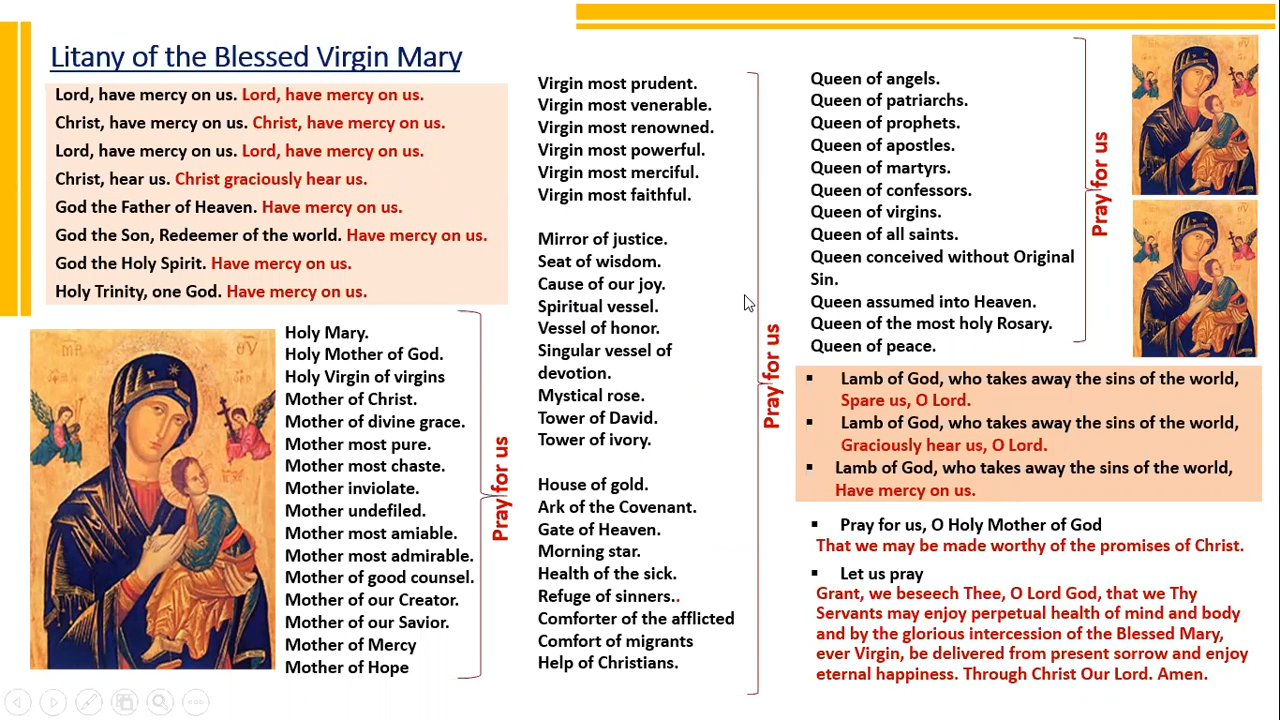 Litany of the Blessed Virgin Mary
Lord, have mercy on us. Lord, have mercy on us.
Christ, have mercy on us. Christ, have mercy on us.
Lord, have mercy on us. Lord, have mercy on us.
Christ, hear us. Christ graciously hear us.
God the Father of Heaven. Have mercy on us.
God the Son, Redeemer of the world. Have mercy on us.
God the Holy Spirit. Have mercy on us.
Holy Trinity, one God. Have mercy on us.
Holy Mary.
Holy Mother of God.
Holy Virgin of virgins
Mother of Christ.
Mother of divine grace.
Mother most pure.
Mother most chaste.
Mother inviolate.
Mother undefiled.
Mother most amiable.
Mother most admirable.
Mother of good counsel.
Mother of our Creator.
Mother of our Savior.
Mother of Mercy
Mother of Hope
Pray for us
Virgin most prudent.
Virgin most venerable.
Virgin most renowned.
Virgin most powerful.
Virgin most merciful.
Virgin most faithful.
Mirror of justice.
Seat of wisdom.
Cause of our joy.
Spiritual vessel.
Vessel of honor.
Singular vessel of
devotion.
Mystical rose.
Tower of David.
Tower of ivory.
House of gold.
Ark of the Covenant.
Gate of Heaven.
Morning star.
Health of the sick.
Refuge of sinners..
Comforter of the afflicted
Comfort of migrants
Help of Christians.
Pray for us
Queen of angels.
Queen of patriarchs.
Queen of prophets.
Queen of apostles.
Queen of martyrs.
Queen of confessors.
Queen of virgins.
Queen of all saints.
Queen conceived without Original
Sin.
Queen assumed into Heaven.
Queen of the most holy Rosary.
Queen of peace.
Pray for us
▪ Lamb of God, who takes away the sins of the world,
Spare us, O Lord.
▪ Lamb of God, who takes away the sins of the world,
Graciously hear us, O Lord.
▪ Lamb of God, who takes away the sins of the world,
Have mercy on us.
▪ Pray for us, O Holy Mother of God
That we may be made worthy of the promises of Christ.
▪ Let us pray
Grant, we beseech Thee, O Lord God, that we Thy
Servants may enjoy perpetual health of mind and body
and by the glorious intercession of the Blessed Mary,
ever Virgin, be delivered from present sorrow and enjoy
eternal happiness. Through Christ Our Lord. Amen.